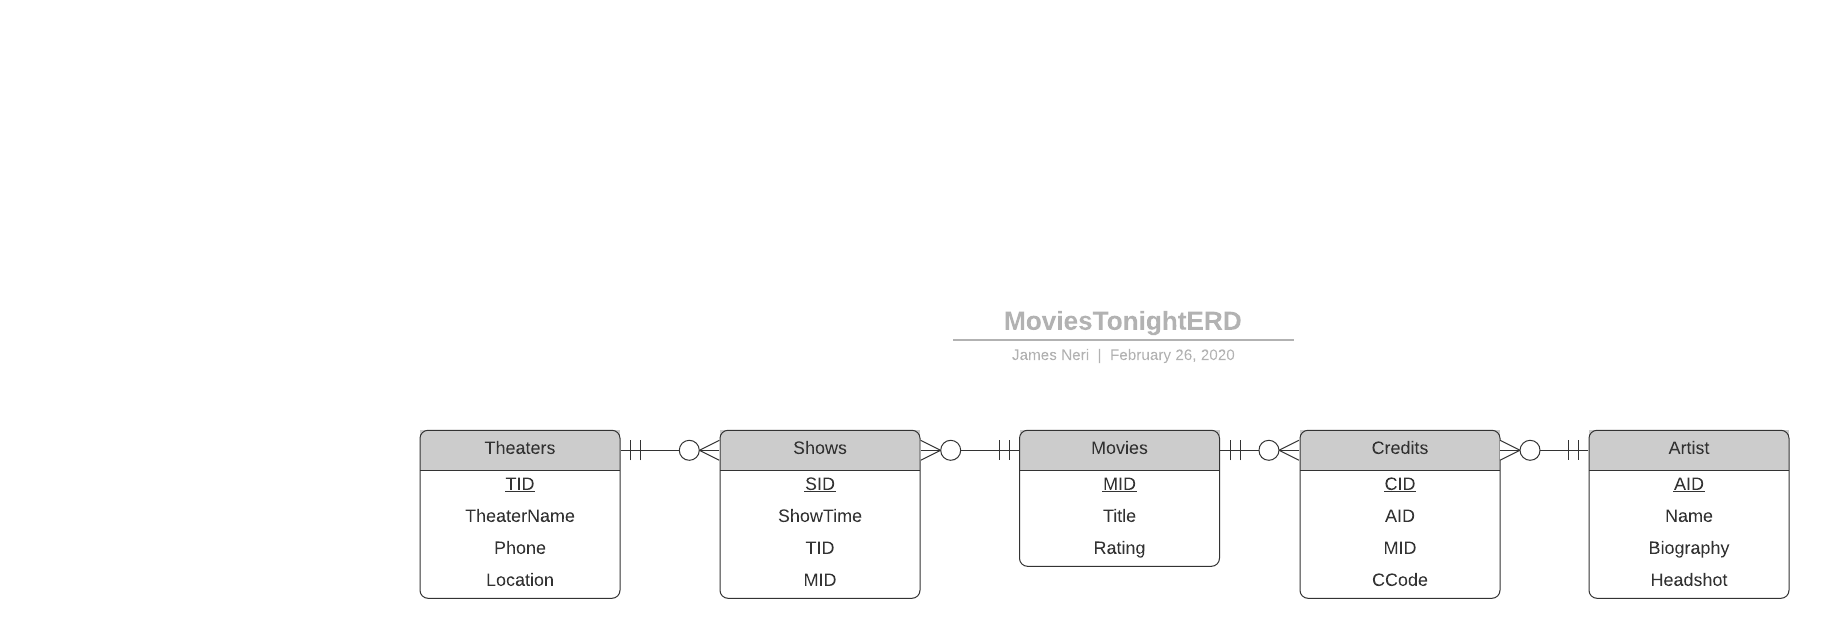 MoviesTonightERD
James Neri | February 26, 2020
Theaters
TID
TheaterName
Phone
Location
Shows
SID
ShowTime
TID
MID
Movies
MID
Title
Rating
Credits
CID
AID
MID
CCode
Artist
AID
Name
Biography
Headshot